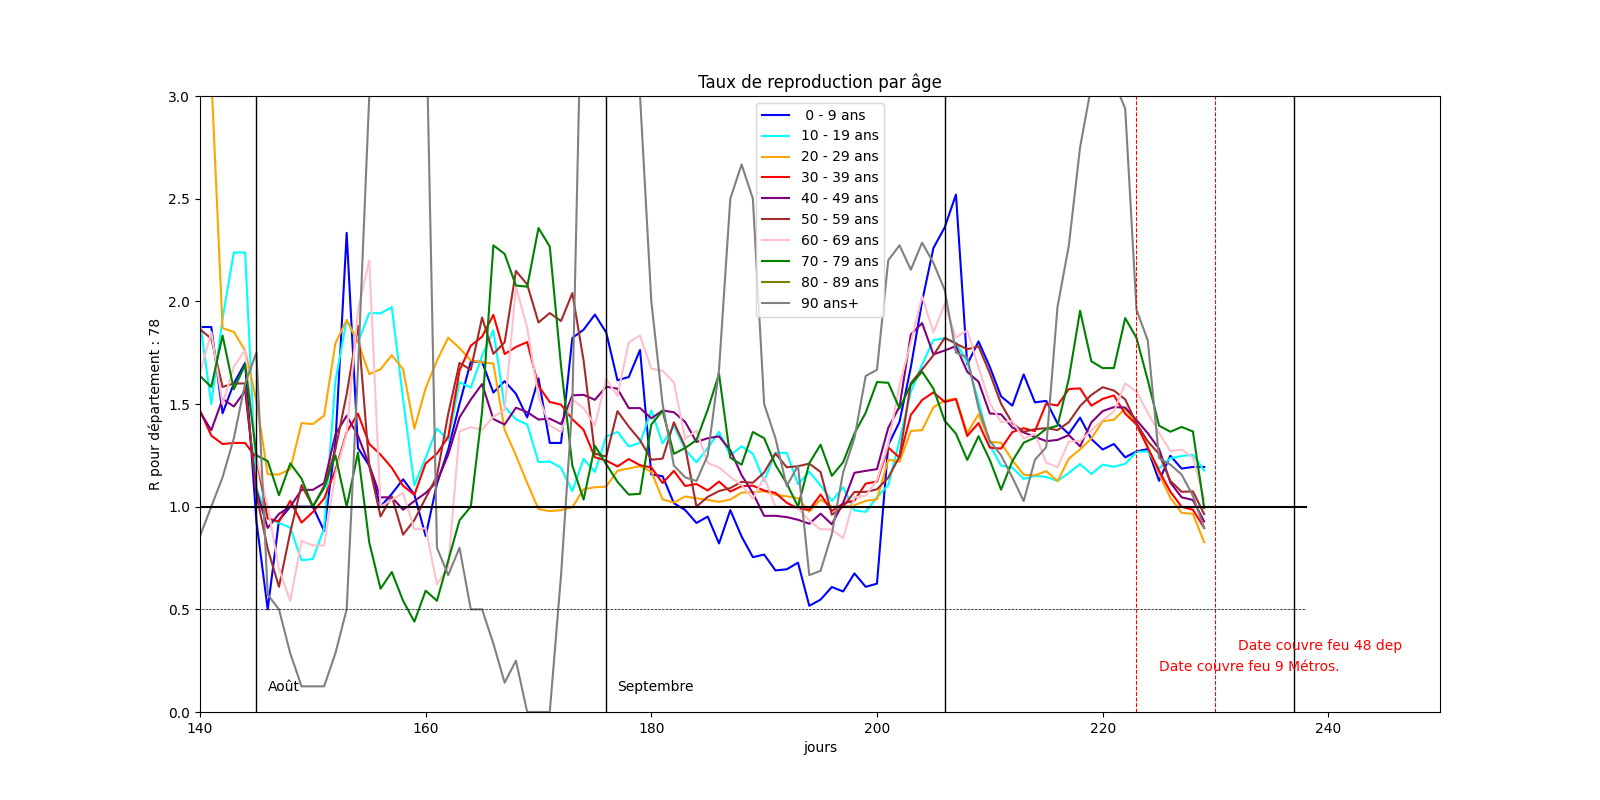 Taux de reproduction par âge
3.0
2.5
2.0
1.5
1.0
0.5
0.0
R pour département : 78
0 - 9 ans
10 - 19 ans
20 - 29 ans
30 - 39 ans
40 - 49 ans
50 - 59 ans
60 - 69 ans
70 - 79 ans
80 - 89 ans
90 ans+
Date couvre feu 48 dep
Date couvre feu 9 Métros.
Août
Septembre
140
160
180
200
220
240
jours